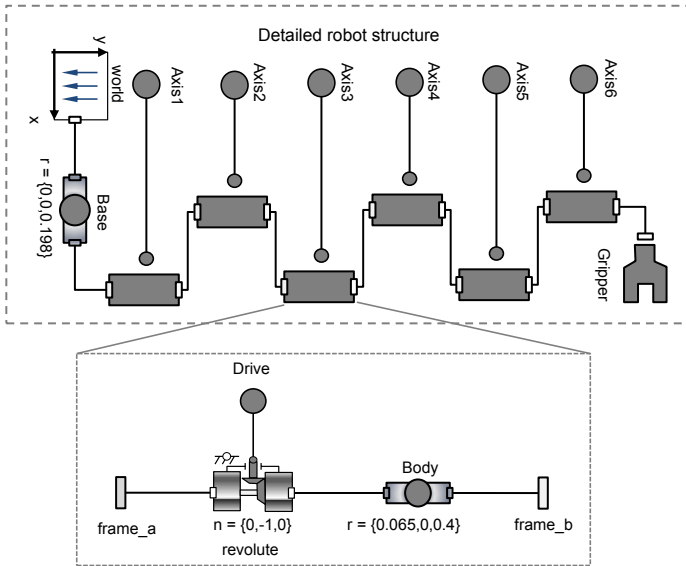 Detailed robot structure
y
world
x
Axis1
Axis2
Axis3
Axis4
Axis5
Axis6
r = {0,0,0.198}
Base
Gripper
Drive
Body
frame_a
n = {0,-1,0}
r = {0.065,0,0.4}
frame_b
revolute